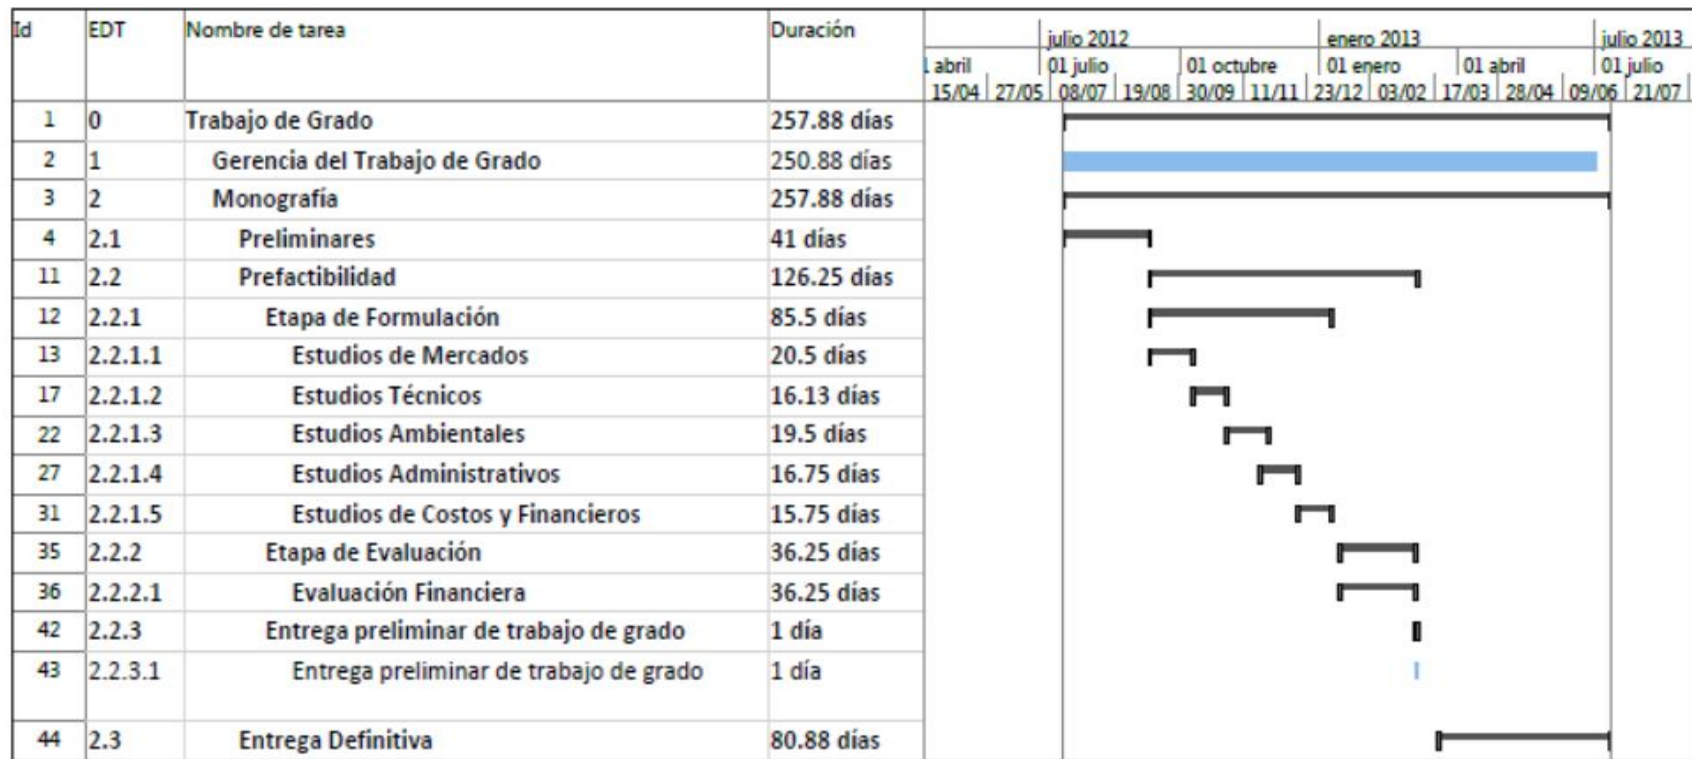 Id EDT Nombre de tarea Duración
julio 2012 enero 2013 julio 2013
abril 01 julio 01 octubre 01 enero 01 abril 01 julio
15/04 27/05 08/07 19/08 30/09 11/11 23/12 03/02 17/03 28/04 09/06 21/07
1 0 Trabajo de Grado 257.88 días
2 1 Gerencia del Trabajo de Grado 250.88 días
3 2 Monografía 257.88 días
4 2.1 Preliminares 41 días
11 2.2 Prefactibilidad 126.25 días
12 2.2.1 Etapa de Formulación 85.5 días
13 2.2.1.1 Estudios de Mercados 20.5 días
17 2.2.1.2 Estudios Técnicos 16.13 días
22 2.2.1.3 Estudios Ambientales 19.5 días
27 2.2.1.4 Estudios Administrativos 16.75 días
31 2.2.1.5 Estudios de Costos y Financieros 15.75 días
35 2.2.2 Etapa de Evaluación 36.25 días
36 2.2.2.1 Evaluación Financiera 36.25 días
42 2.2.3 Entrega preliminar de trabajo de grado 1 día
43 2.2.3.1 Entrega preliminar de trabajo de grado 1 día
44 2.3 Entrega Definitiva 80.88 días